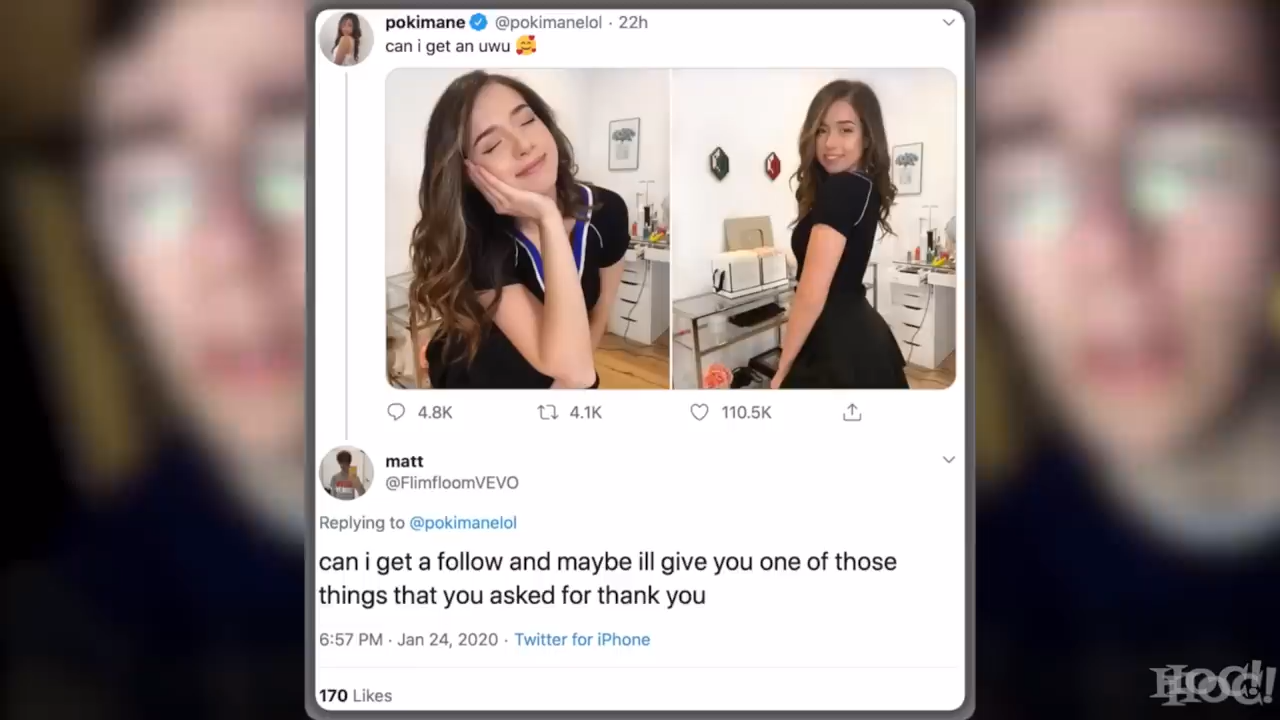 pokimane @pokimanelol · 22h
can i get an uwu 🥰
4.8K 4.1K 110.5K
matt
@FlimfloomVEVO
Replying to @pokimanelol
can i get a follow and maybe ill give you one of those
things that you asked for thank you
6:57 PM · Jan 24, 2020 · Twitter for iPhone
170 Likes
HOC!